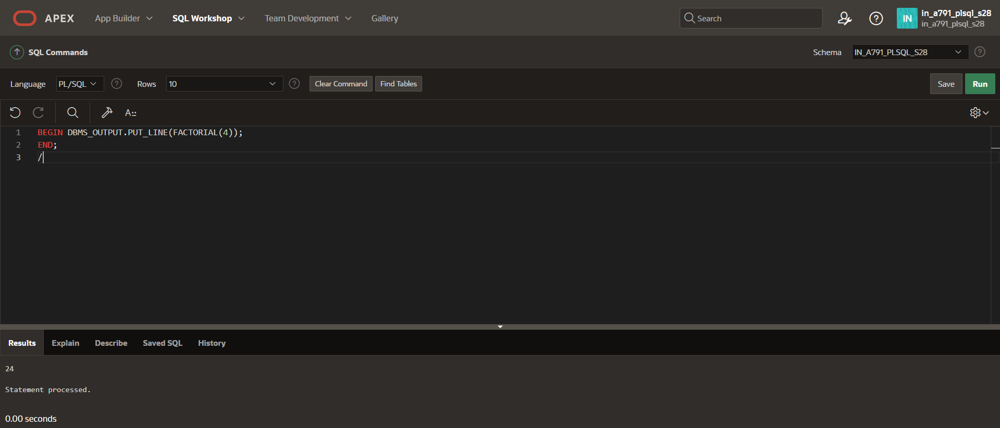 APEX App Builder SQL Workshop Team Development Gallery Search IN in_a791_plsql_s28
in_a791_plsql_s28
SQL Commands Schema IN_A791_PLSQL_S28
Language PL/SQL Rows 10 Clear Command Find Tables Save Run
A::
1 BEGIN DBMS_OUTPUT.PUT_LINE(FACTORIAL(4));
2 END;
3 /
Results Explain Describe Saved SQL History
24
Statement processed.
0.00 seconds